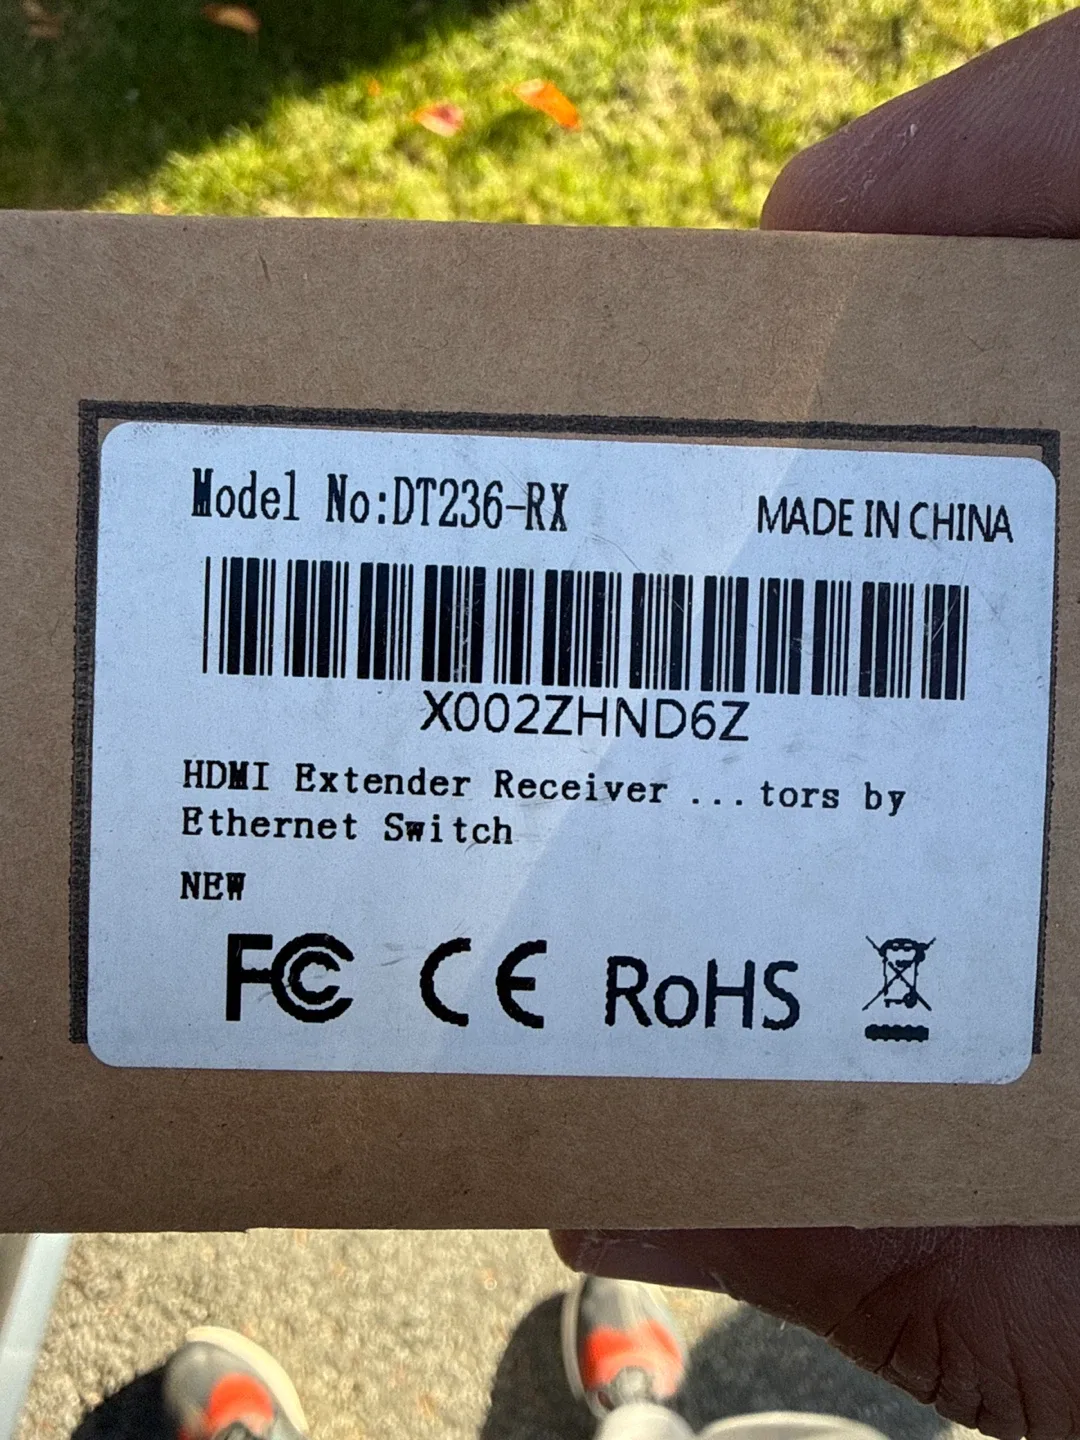 Model No:DT236-RX
MADE IN CHINA
X002ZHND6Z
HDMI Extender Receiver ...tors by
Ethernet Switch
NEW
FC CE RoHS